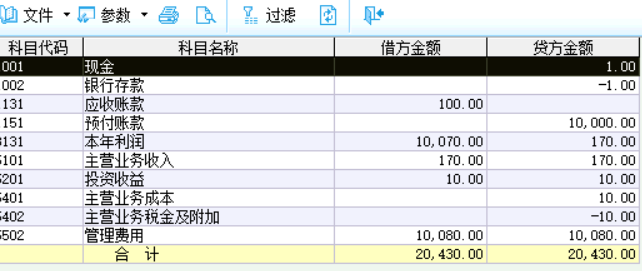 文件 参数 过滤
科目代码 科目名称 借方金额 贷方金额
001 现金 1.00
002 银行存款 -1.00
131 应收账款 100.00
151 预付账款 10,000.00
3131 本年利润 10,070.00 170.00
5101 主营业务收入 170.00 170.00
5201 投资收益 10.00 10.00
5401 主营业务成本 10.00
5402 主营业务税金及附加 -10.00
5502 管理费用 10,080.00 10,080.00
合 计 20,430.00 20,430.00